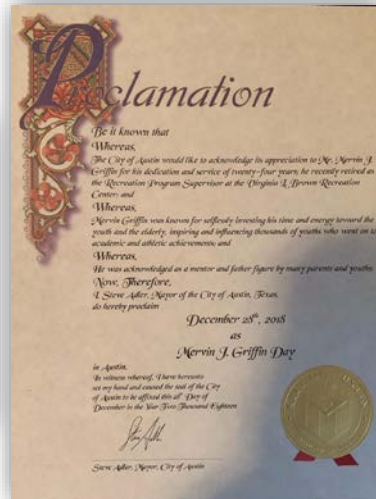 Proclamation
Be it known that
Whereas,
The City of Austin would like to acknowledge its appreciation to Mr. Mervin J.
Griffin for his dedication and service of twenty-four years; he recently retired as
the Recreation Program Supervisor at the Virginia L. Brown Recreation
Center; and
Whereas,
Mervin Griffin was known for selflessly investing his time and energy toward the
youth and the elderly, inspiring and influencing thousands of youths who went on to
academic and athletic achievements; and
Whereas,
He was acknowledged as a mentor and father figure by many parents and youths.
Now, Therefore,
I, Steve Adler, Mayor of the City of Austin, Texas,
do hereby proclaim
December 28th, 2018
as
Mervin J. Griffin Day
in Austin.
In witness whereof, I have hereunto
set my hand and caused the seal of the City
of Austin to be affixed this Day of
December in the Year Two Thousand Eighteen
Steve Adler, Mayor, City of Austin